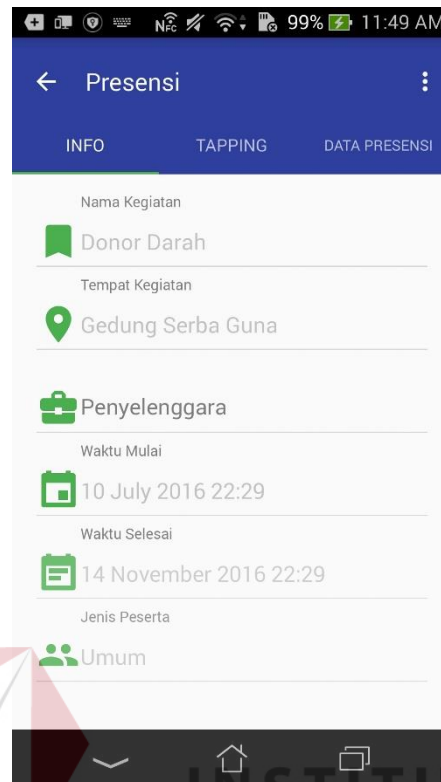 NFC 99% 11:49 AM
Presensi
INFO TAPPING DATA PRESENSI
Nama Kegiatan
Donor Darah
Tempat Kegiatan
Gedung Serba Guna
Penyelenggara
Waktu Mulai
10 July 2016 22:29
Waktu Selesai
14 November 2016 22:29
Jenis Peserta
Umum